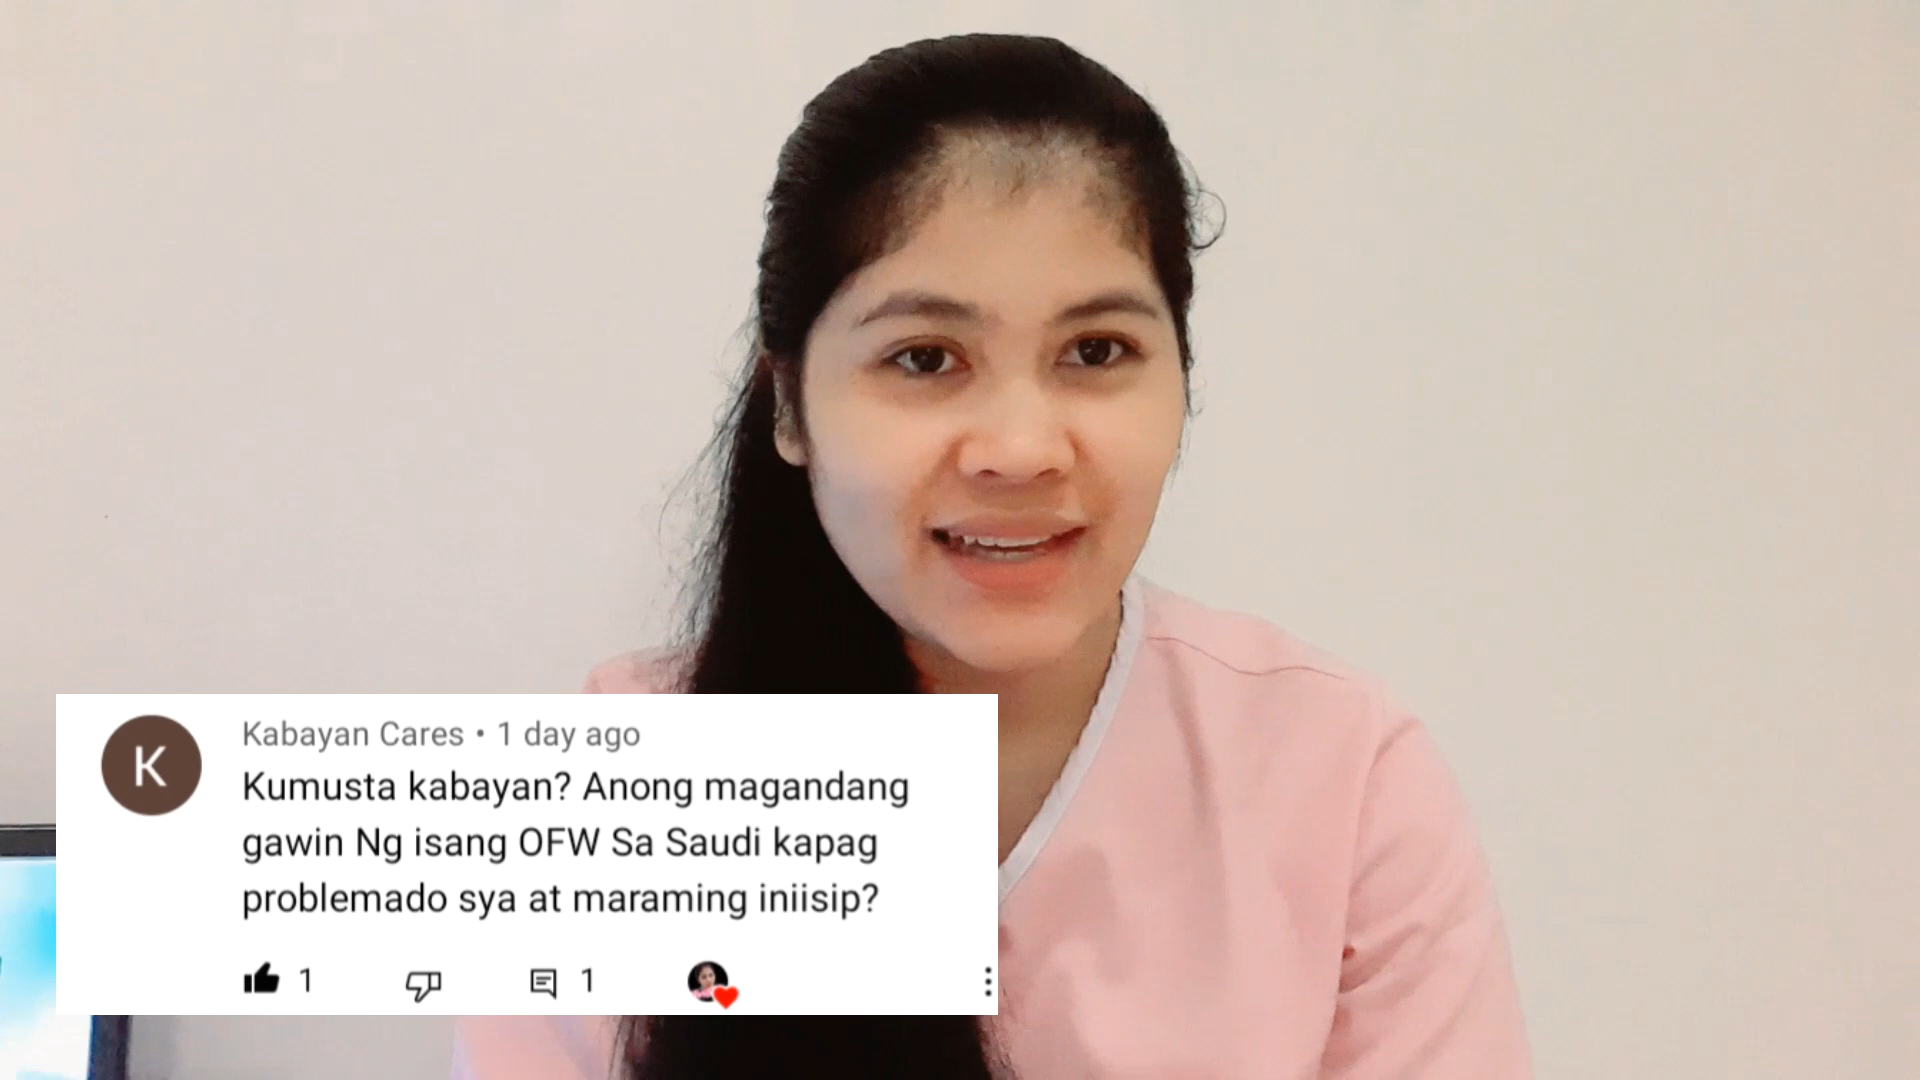 K
Kabayan Cares • 1 day ago
Kumusta kabayan? Anong magandang
gawin Ng isang OFW Sa Saudi kapag
problemado sya at maraming iniisip?
1
1